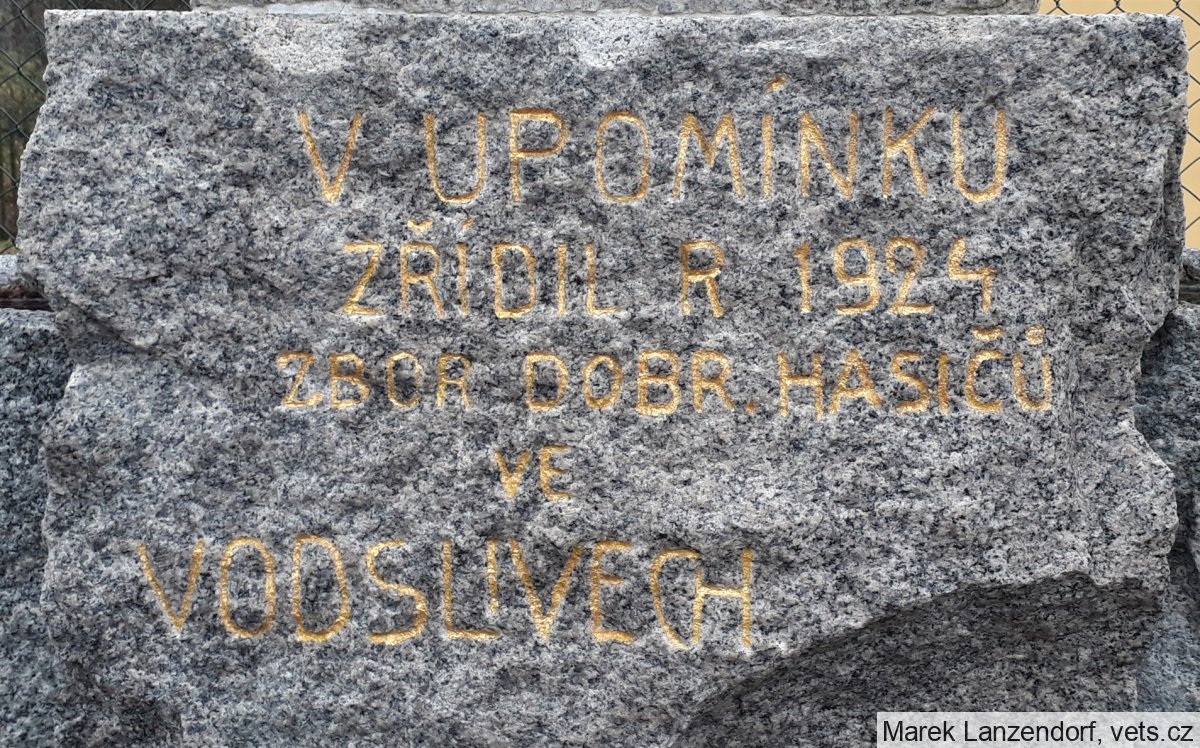 V UPOMÍNKU
ZŘÍDIL R 1924
ZBOR DOBR. HASIČŮ
VE
VODSLIVECH
Marek Lanzendorf, vets.cz